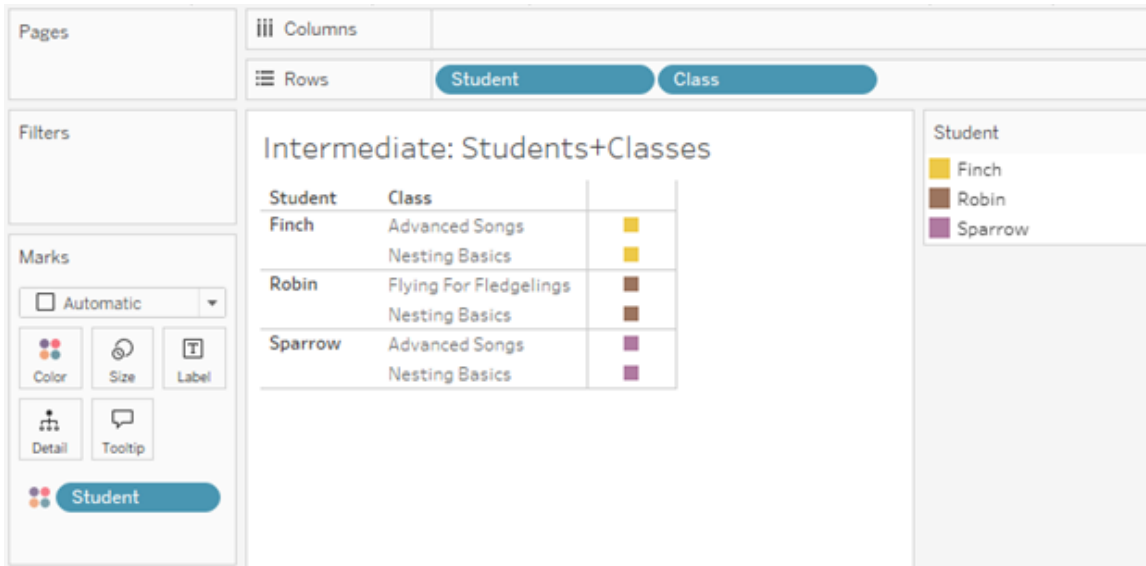 Pages
Columns
Rows Student Class
Filters
Intermediate: Students+Classes
Student Class
Finch Advanced Songs
Nesting Basics
Robin Flying For Fledgelings
Nesting Basics
Sparrow Advanced Songs
Nesting Basics
Marks
Automatic
Color Size T Label
Detail Tooltip
Student
Student
Finch
Robin
Sparrow